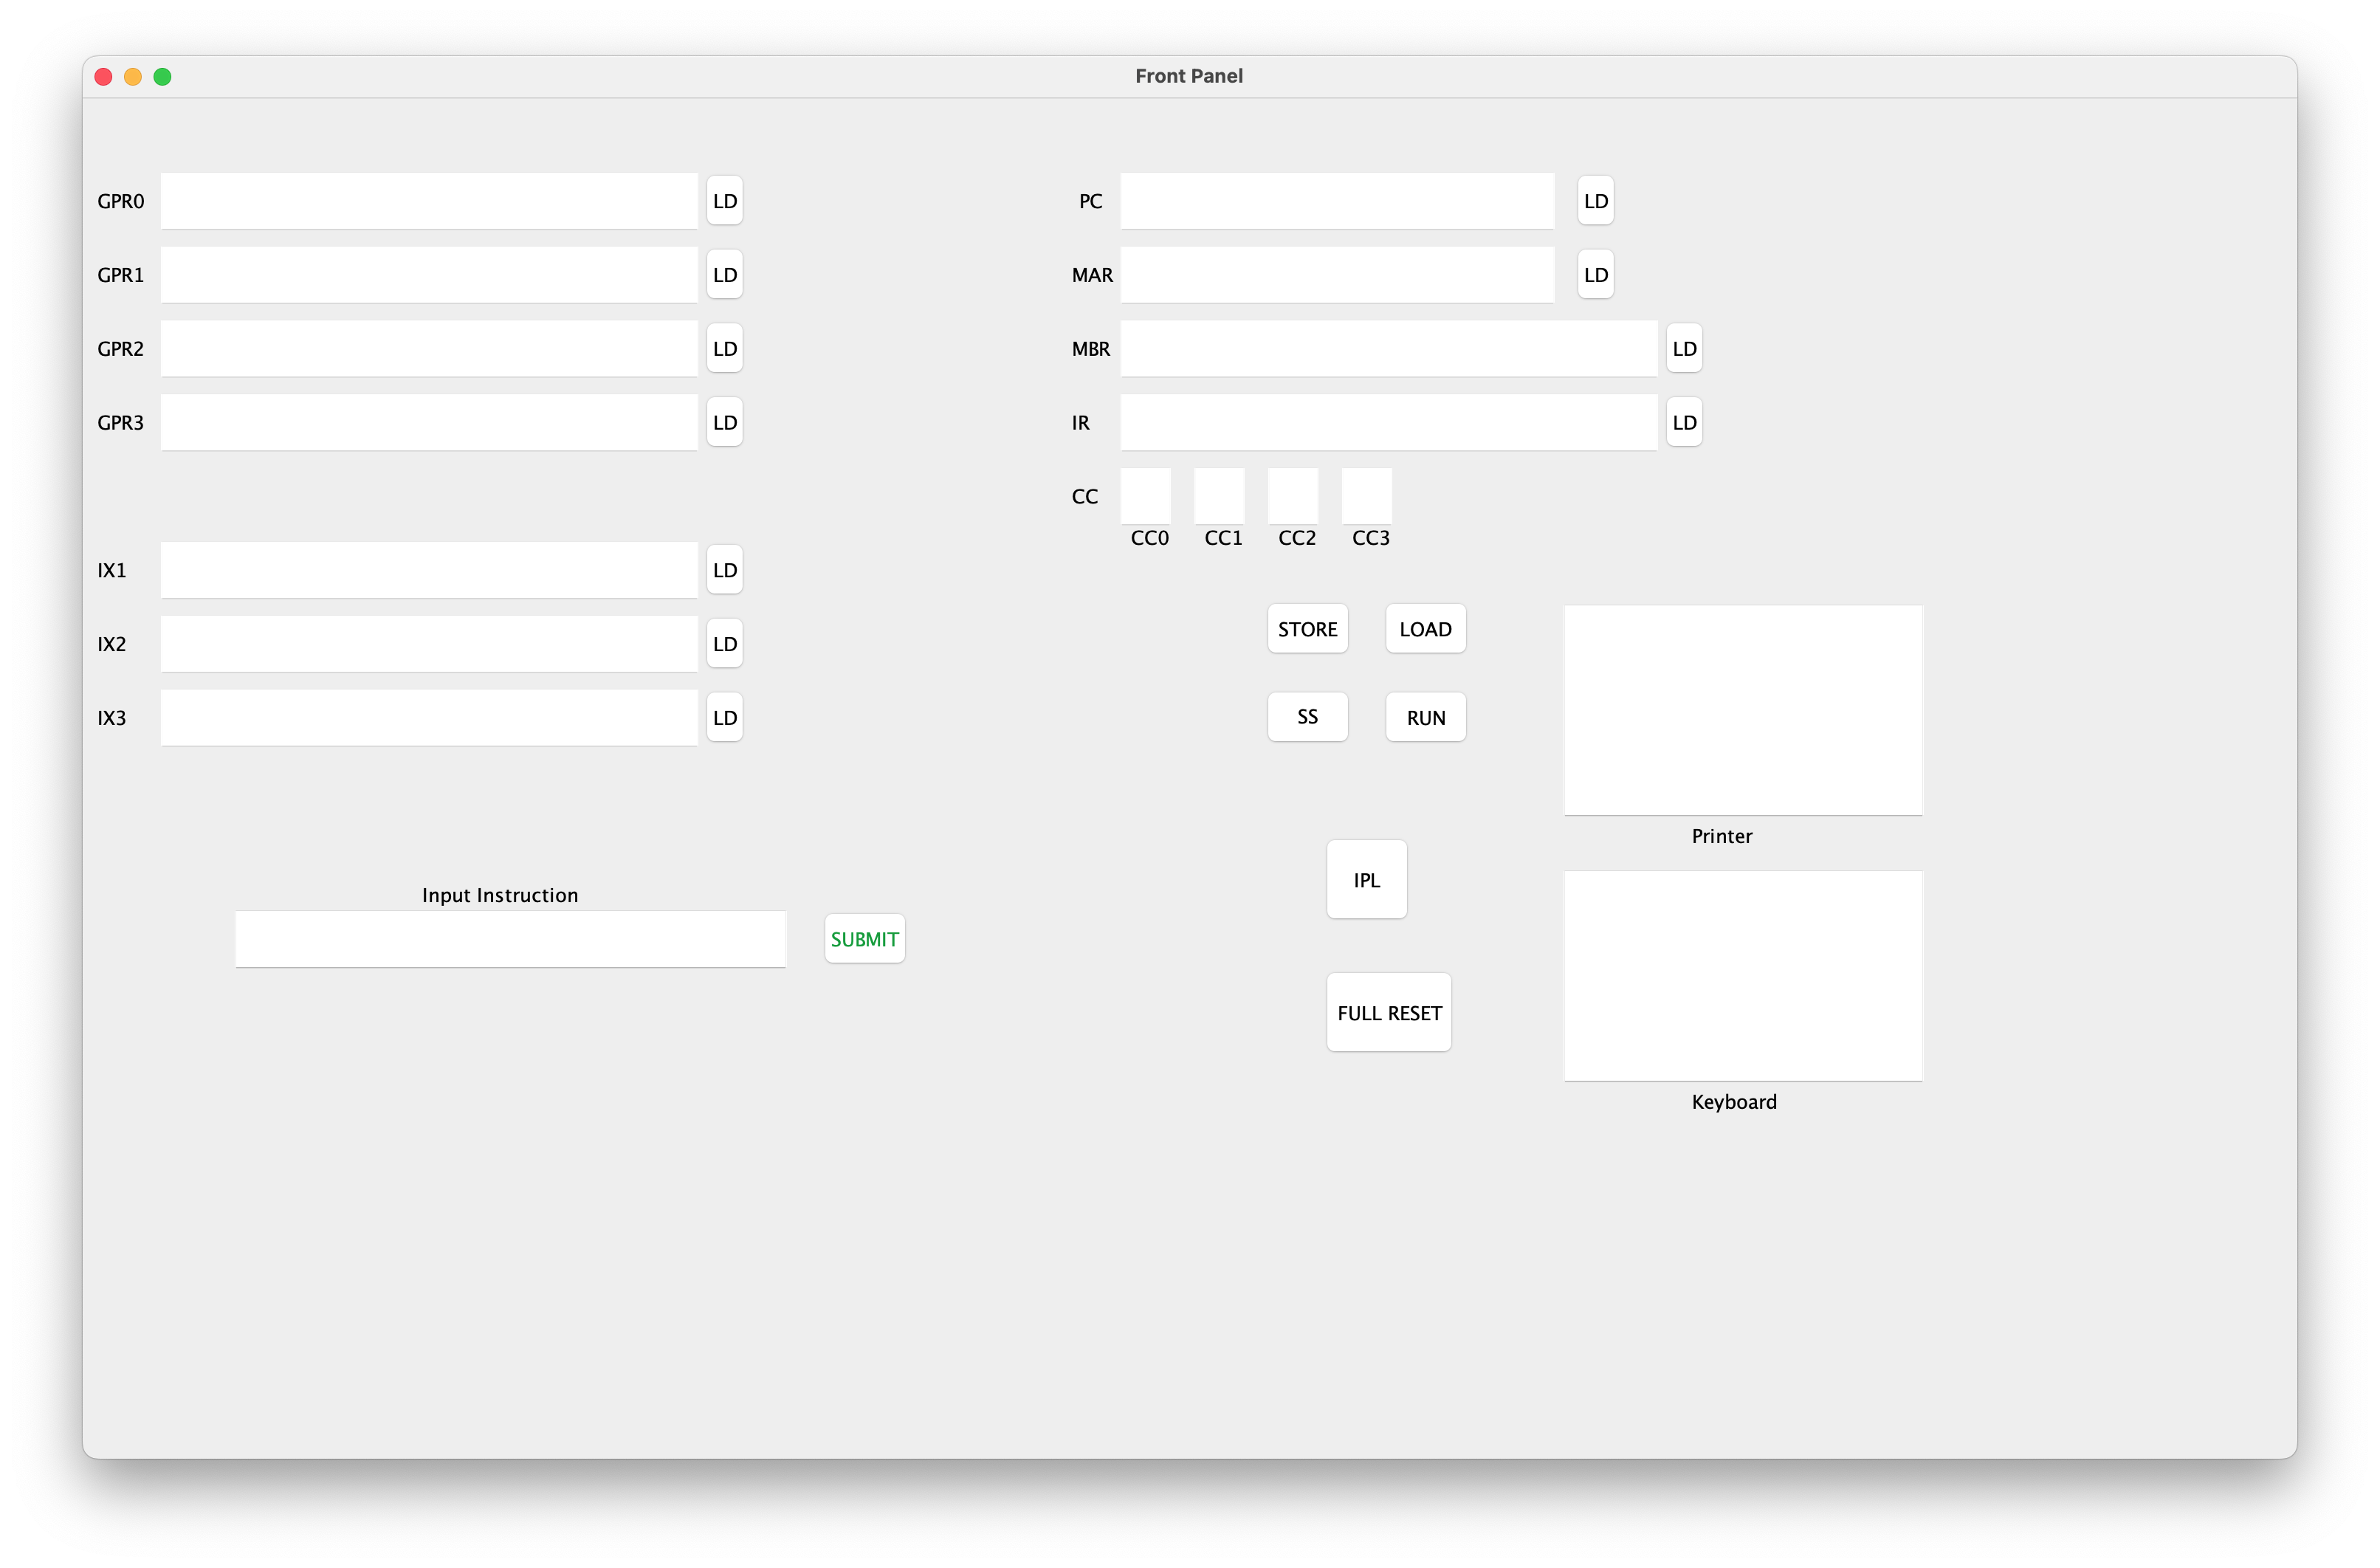 Front Panel
GPR0 LD PC LD
GPR1 LD MAR LD
GPR2 LD MBR LD
GPR3 LD IR LD
CC
CC0 CC1 CC2 CC3
IX1 LD
STORE LOAD
IX2 LD
SS RUN
IX3 LD
Printer
IPL
Input Instruction
SUBMIT
FULL RESET
Keyboard